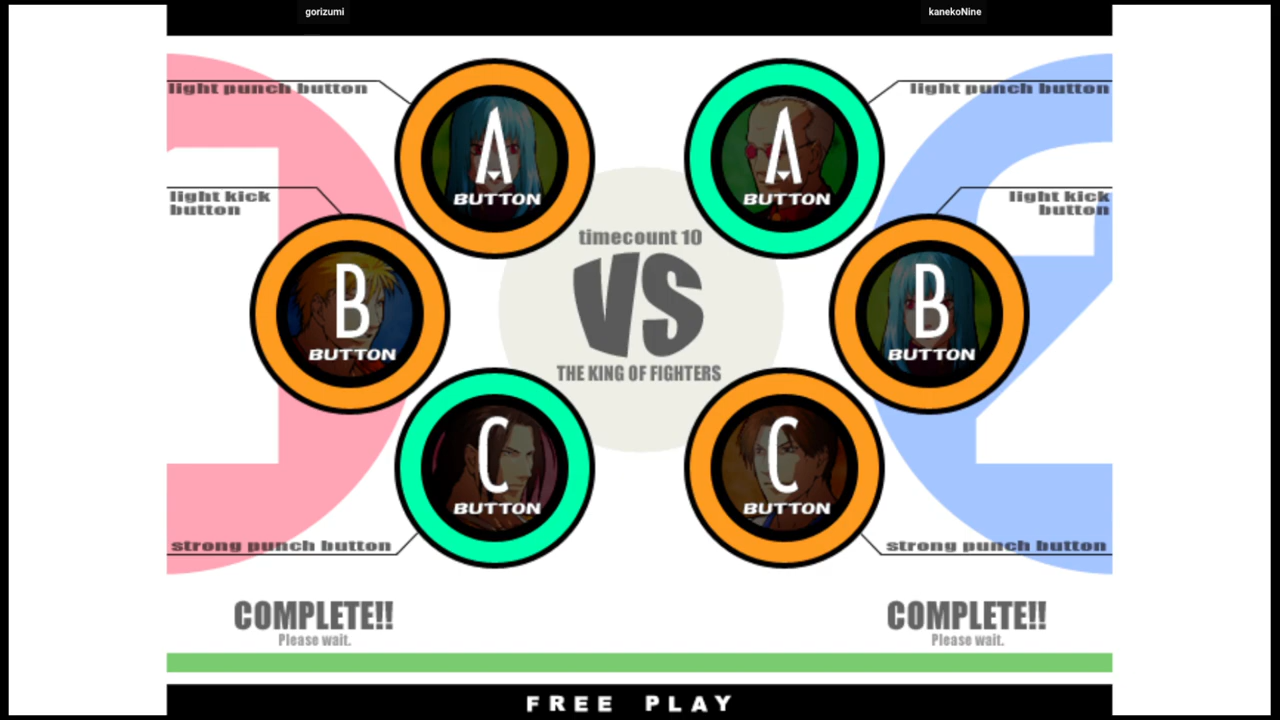 gorizumi
kanekoNine
light punch button
light punch button
A
BUTTON
A
BUTTON
light kick
button
light kick
button
timecount 10
VS
THE KING OF FIGHTERS
B
BUTTON
B
BUTTON
C
BUTTON
C
BUTTON
strong punch button
strong punch button
COMPLETE!!
Please wait.
COMPLETE!!
Please wait.
FREE PLAY
1
2